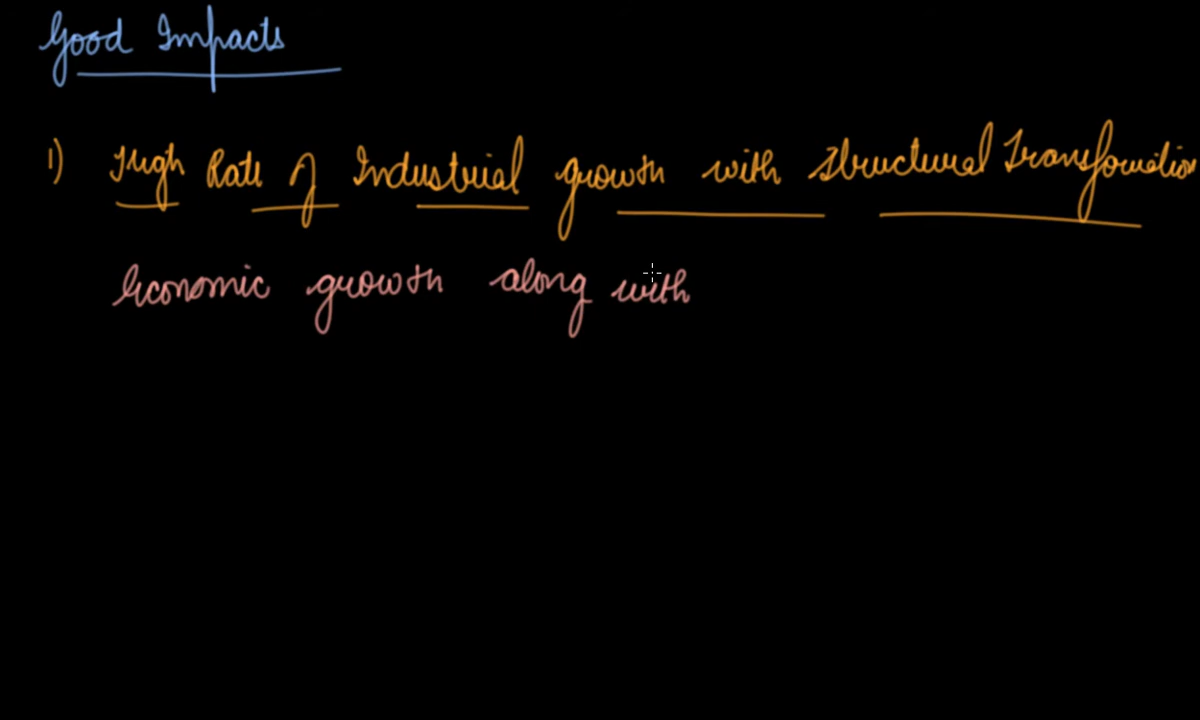 Good Impacts
1) High Rate of Industrial growth with Structural Transformation
Economic growth along with